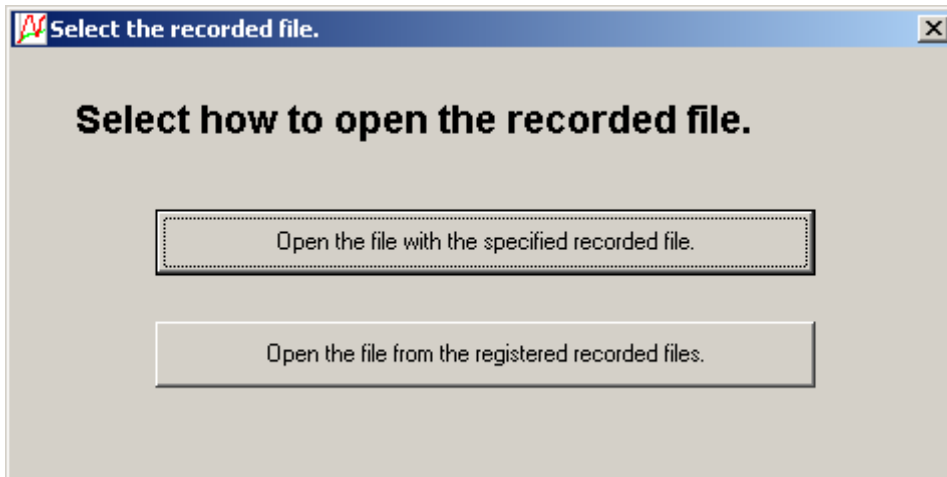 Select the recorded file.
Select how to open the recorded file.
Open the file with the specified recorded file.
Open the file from the registered recorded files.